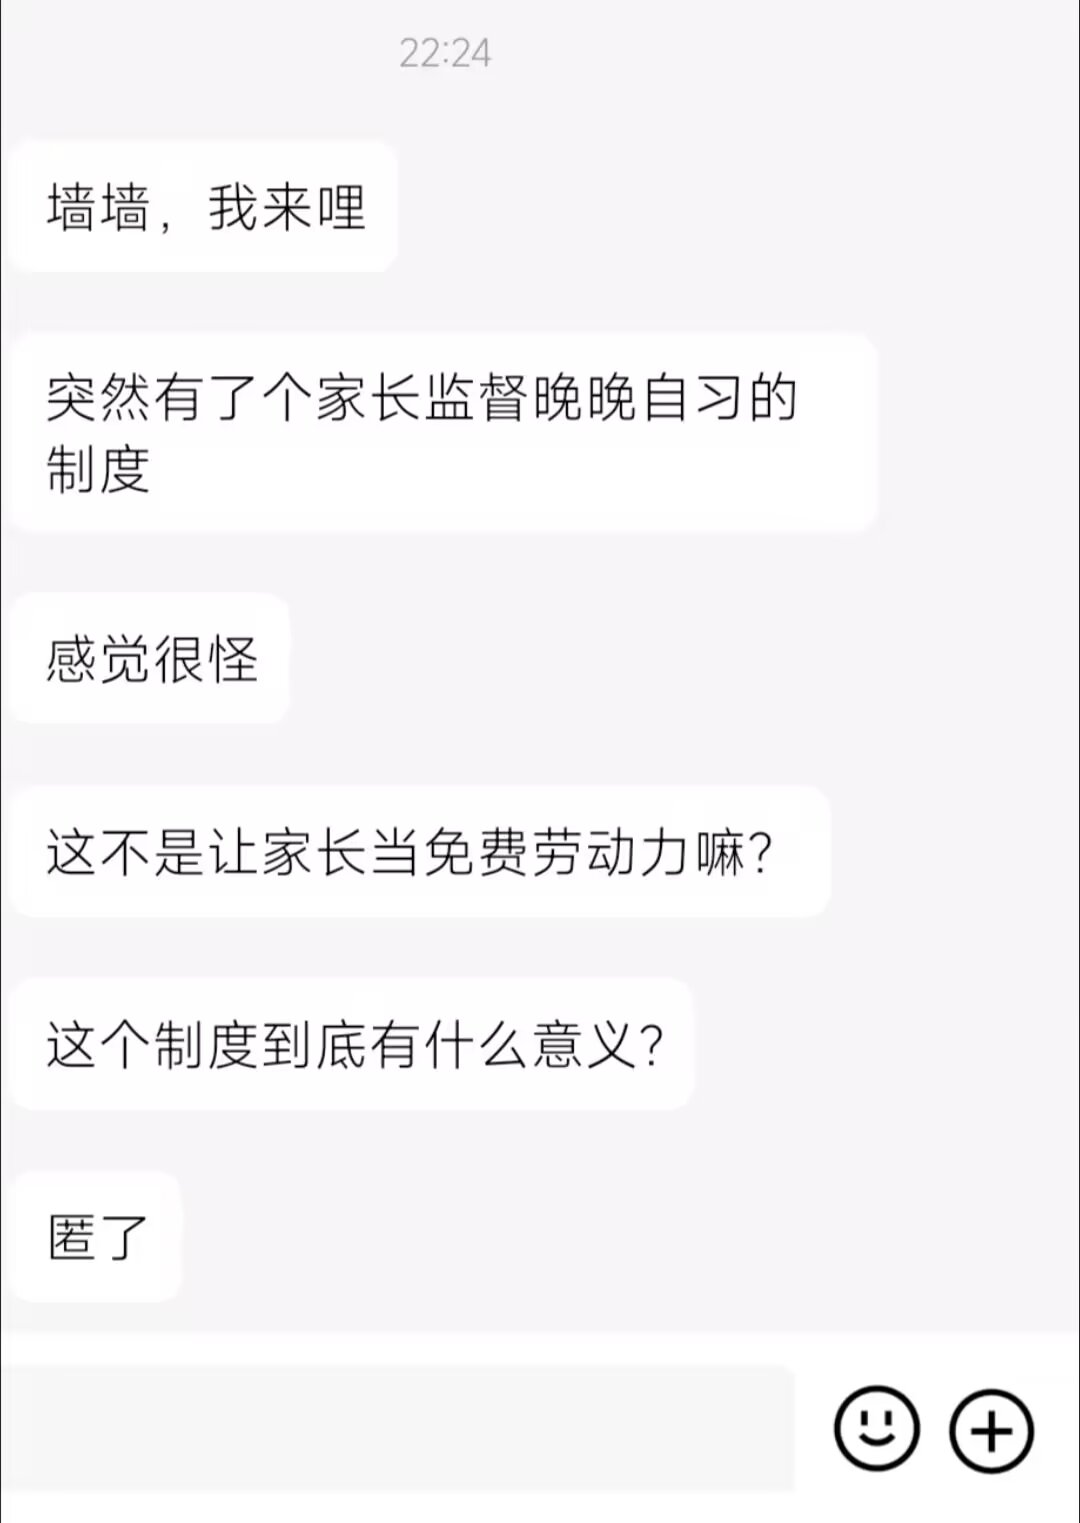 22:24
墙墙，我来哩
突然有了个家长监督晚晚自习的
制度
感觉很怪
这不是让家长当免费劳动力嘛？
这个制度到底有什么意义？
匿了